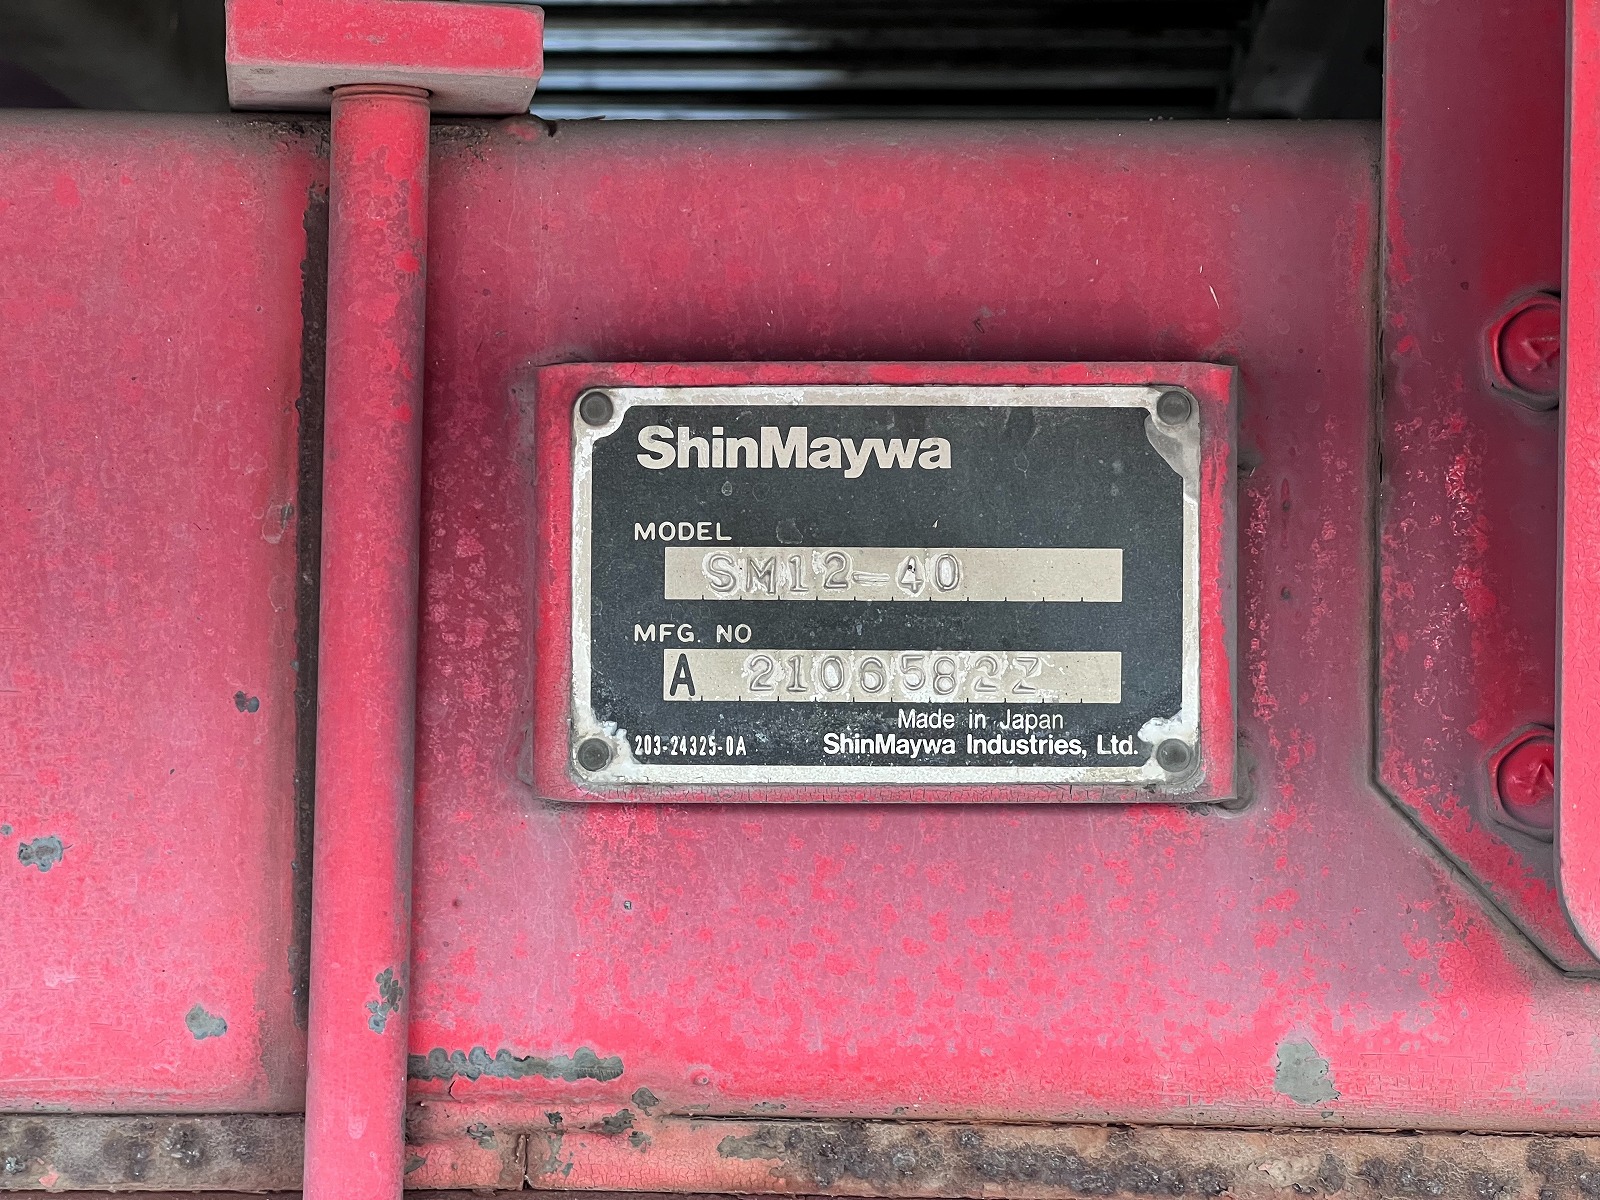 ShinMaywa
MODEL
SM12-40
MFG. NO
A 21065822
Made in Japan
203-24325-0A
ShinMaywa Industries, Ltd.